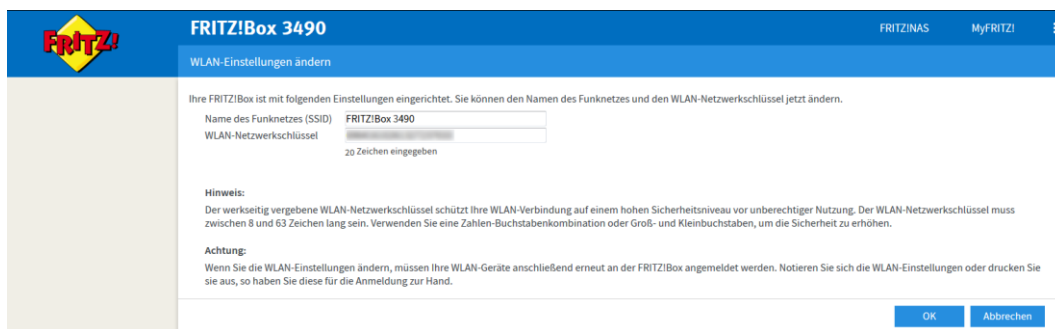 FRITZ!
FRITZ!Box 3490
FRITZ!NAS
MyFRITZ!
WLAN-Einstellungen ändern
Ihre FRITZ!Box ist mit folgenden Einstellungen eingerichtet. Sie können den Namen des Funknetzes und den WLAN-Netzwerkschlüssel jetzt ändern.
Name des Funknetzes (SSID) FRITZ!Box 3490
WLAN-Netzwerkschlüssel
20 Zeichen eingegeben
Hinweis:
Der werkseitig vergebene WLAN-Netzwerkschlüssel schützt Ihre WLAN-Verbindung auf einem hohen Sicherheitsniveau vor unberechtiger Nutzung. Der WLAN-Netzwerkschlüssel muss
zwischen 8 und 63 Zeichen lang sein. Verwenden Sie eine Zahlen-Buchstabenkombination oder Groß- und Kleinbuchstaben, um die Sicherheit zu erhöhen.
Achtung:
Wenn Sie die WLAN-Einstellungen ändern, müssen Ihre WLAN-Geräte anschließend erneut an der FRITZ!Box angemeldet werden. Notieren Sie sich die WLAN-Einstellungen oder drucken Sie
sie aus, so haben Sie diese für die Anmeldung zur Hand.
OK
Abbrechen